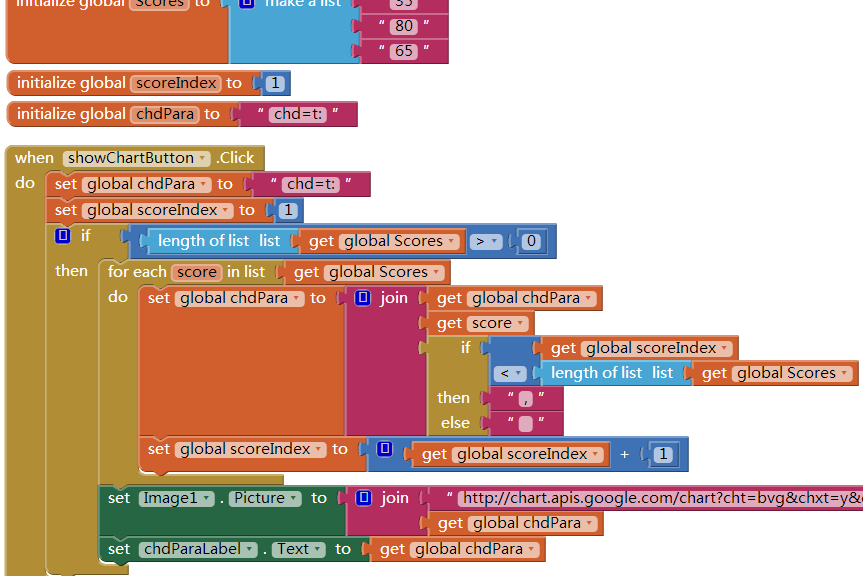 initialize global Scores to make a list 35
" 80 "
" 65 "
initialize global scoreIndex to 1
initialize global chdPara to " chd=t: "
when showChartButton .Click
do set global chdPara to " chd=t: "
set global scoreIndex to 1
if length of list list get global Scores > 0
then for each score in list get global Scores
do set global chdPara to join get global chdPara
get score
if get global scoreIndex
< length of list list get global Scores
then " , "
else " "
set global scoreIndex to get global scoreIndex + 1
set Image1 . Picture to join " http://chart.apis.google.com/chart?cht=bvg&chxt=y&
get global chdPara
set chdParaLabel . Text to get global chdPara